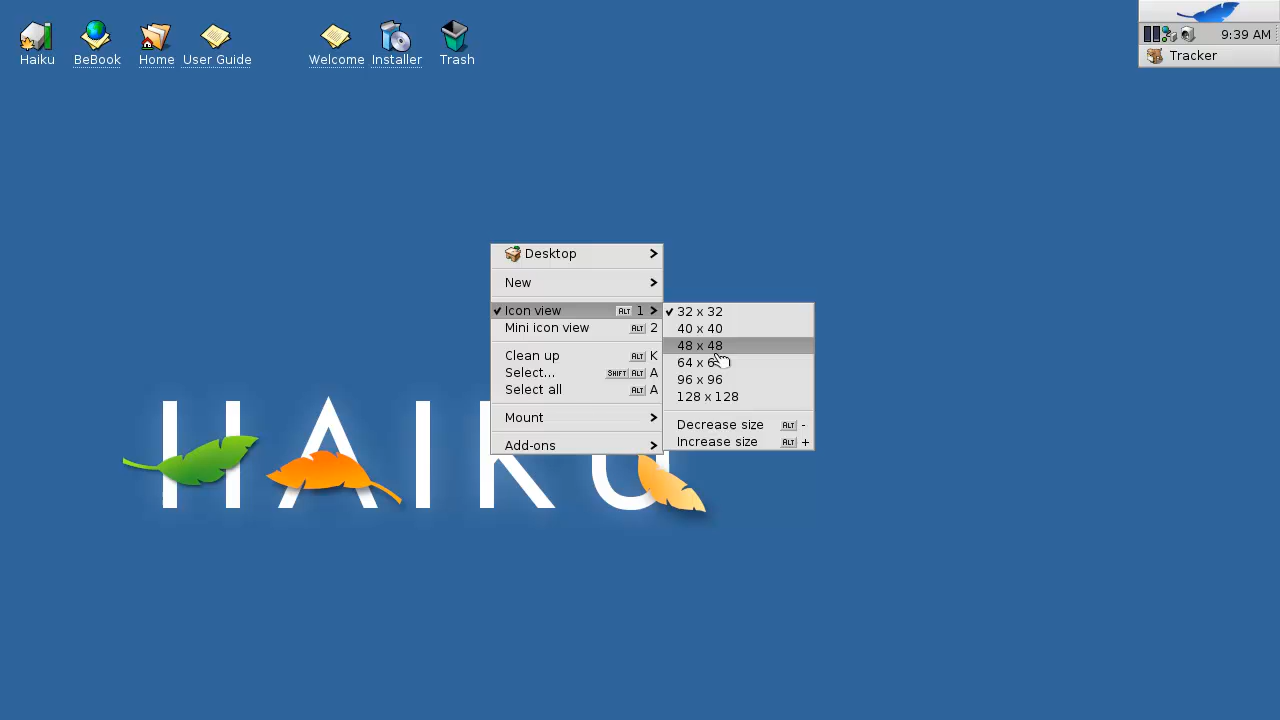 Haiku
BeBook
Home
User Guide
Welcome
Installer
Trash
9:39 AM
Tracker
Desktop
New
Icon view ALT 1
Mini icon view ALT 2
Clean up ALT K
Select... SHIFT ALT A
Select all ALT A
Mount
Add-ons
32 x 32
40 x 40
48 x 48
64 x 64
96 x 96
128 x 128
Decrease size ALT -
Increase size ALT +
HAIKU